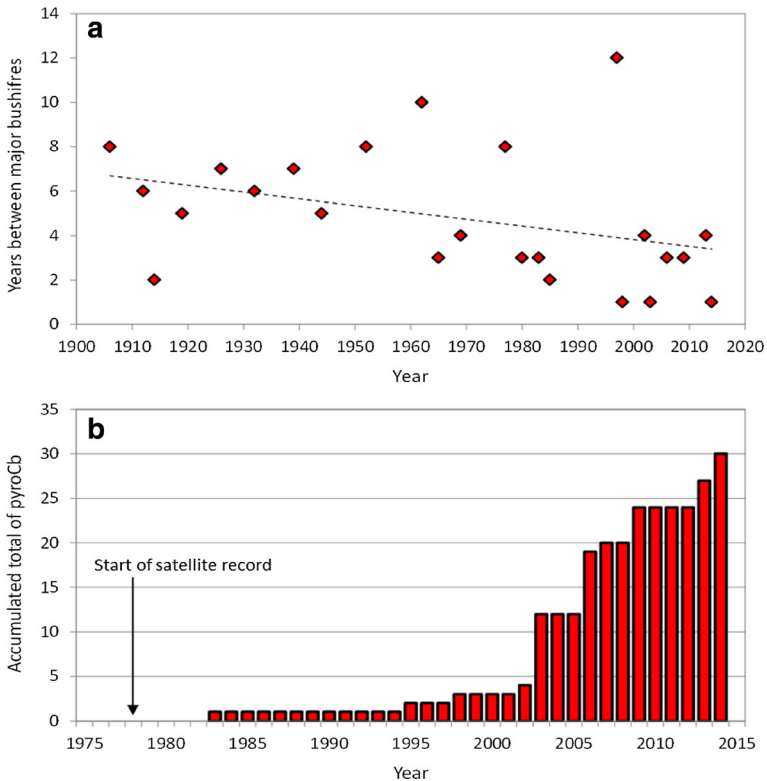 a
14
12
10
8
6
4
2
0
Years between major bushifres
1900 1910 1920 1930 1940 1950 1960 1970 1980 1990 2000 2010 2020
Year
b
35
30
25
20
15
10
5
0
Accumulated total of pyroCb
Start of satellite record
1975 1980 1985 1990 1995 2000 2005 2010 2015
Year